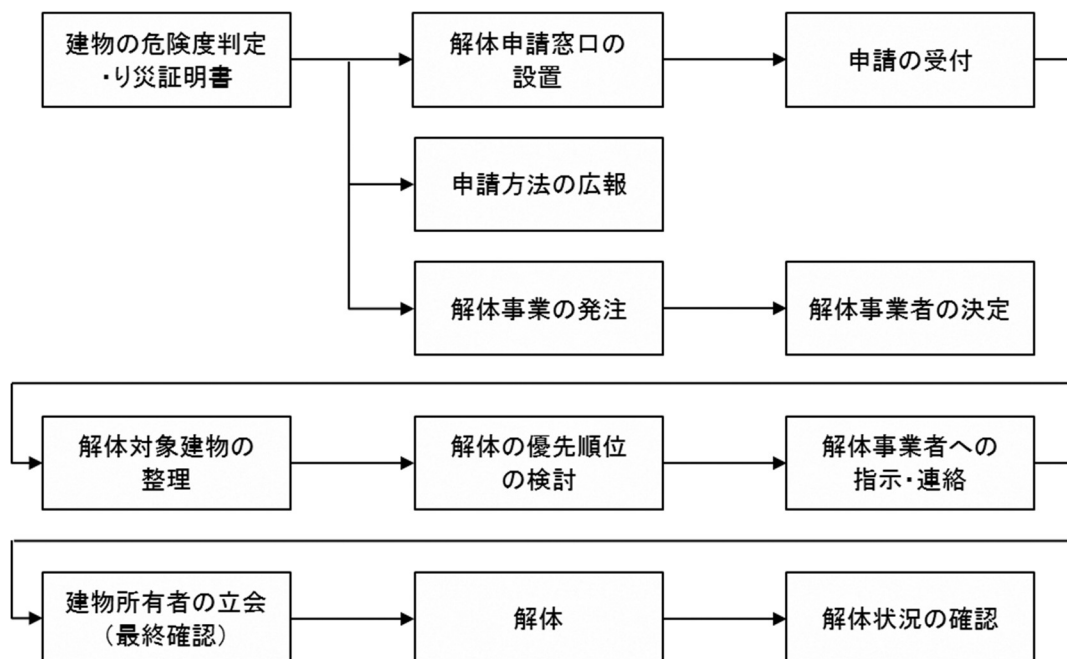 建物の危険度判定
・り災証明書
解体申請窓口の
設置
申請の受付
申請方法の広報
解体事業の発注
解体事業者の決定
解体対象建物の
整理
解体の優先順位
の検討
解体事業者への
指示・連絡
建物所有者の立会
（最終確認）
解体
解体状況の確認